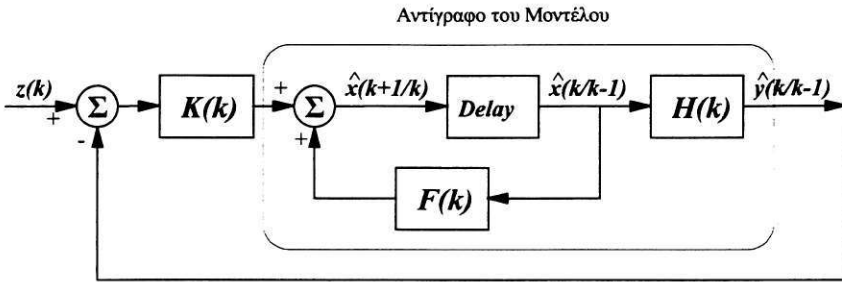 Αντίγραφο του Μοντέλου
z(k) + Σ - K(k) + Σ + x̂(k+1/k) Delay x̂(k/k-1) H(k) ŷ(k/k-1)
F(k)